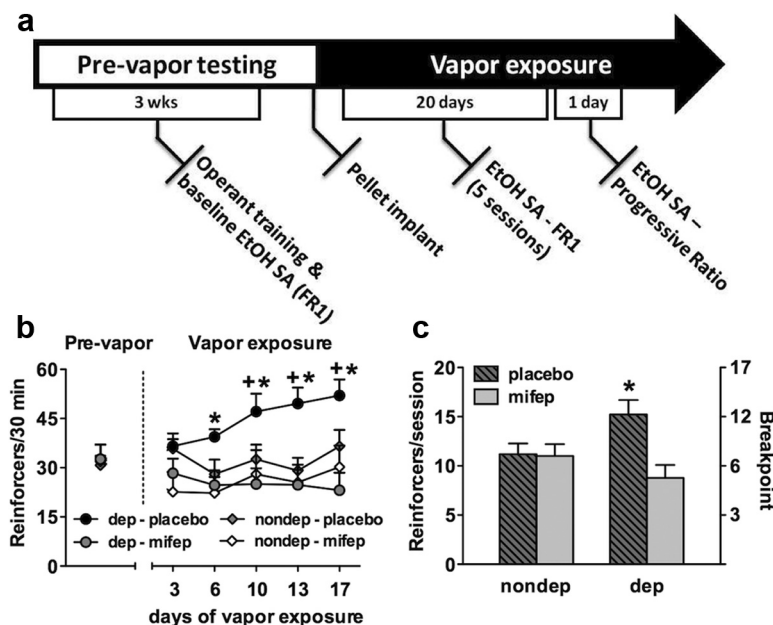 a
Pre-vapor testing
Vapor exposure
3 wks
20 days
1 day
Operant training &
baseline EtOH SA (FR1)
Pellet implant
EtOH SA - FR1
(5 sessions)
EtOH SA –
Progressive Ratio
b
Pre-vapor
Vapor exposure
Reinforcers/30 min
60
45
30
15
0
+*
+*
+*
*
dep - placebo
nondep - placebo
dep - mifep
nondep - mifep
3
6
10
13
17
days of vapor exposure
c
placebo
mifep
*
Reinforcers/session
20
15
10
5
0
17
12
6
3
Breakpoint
nondep
dep